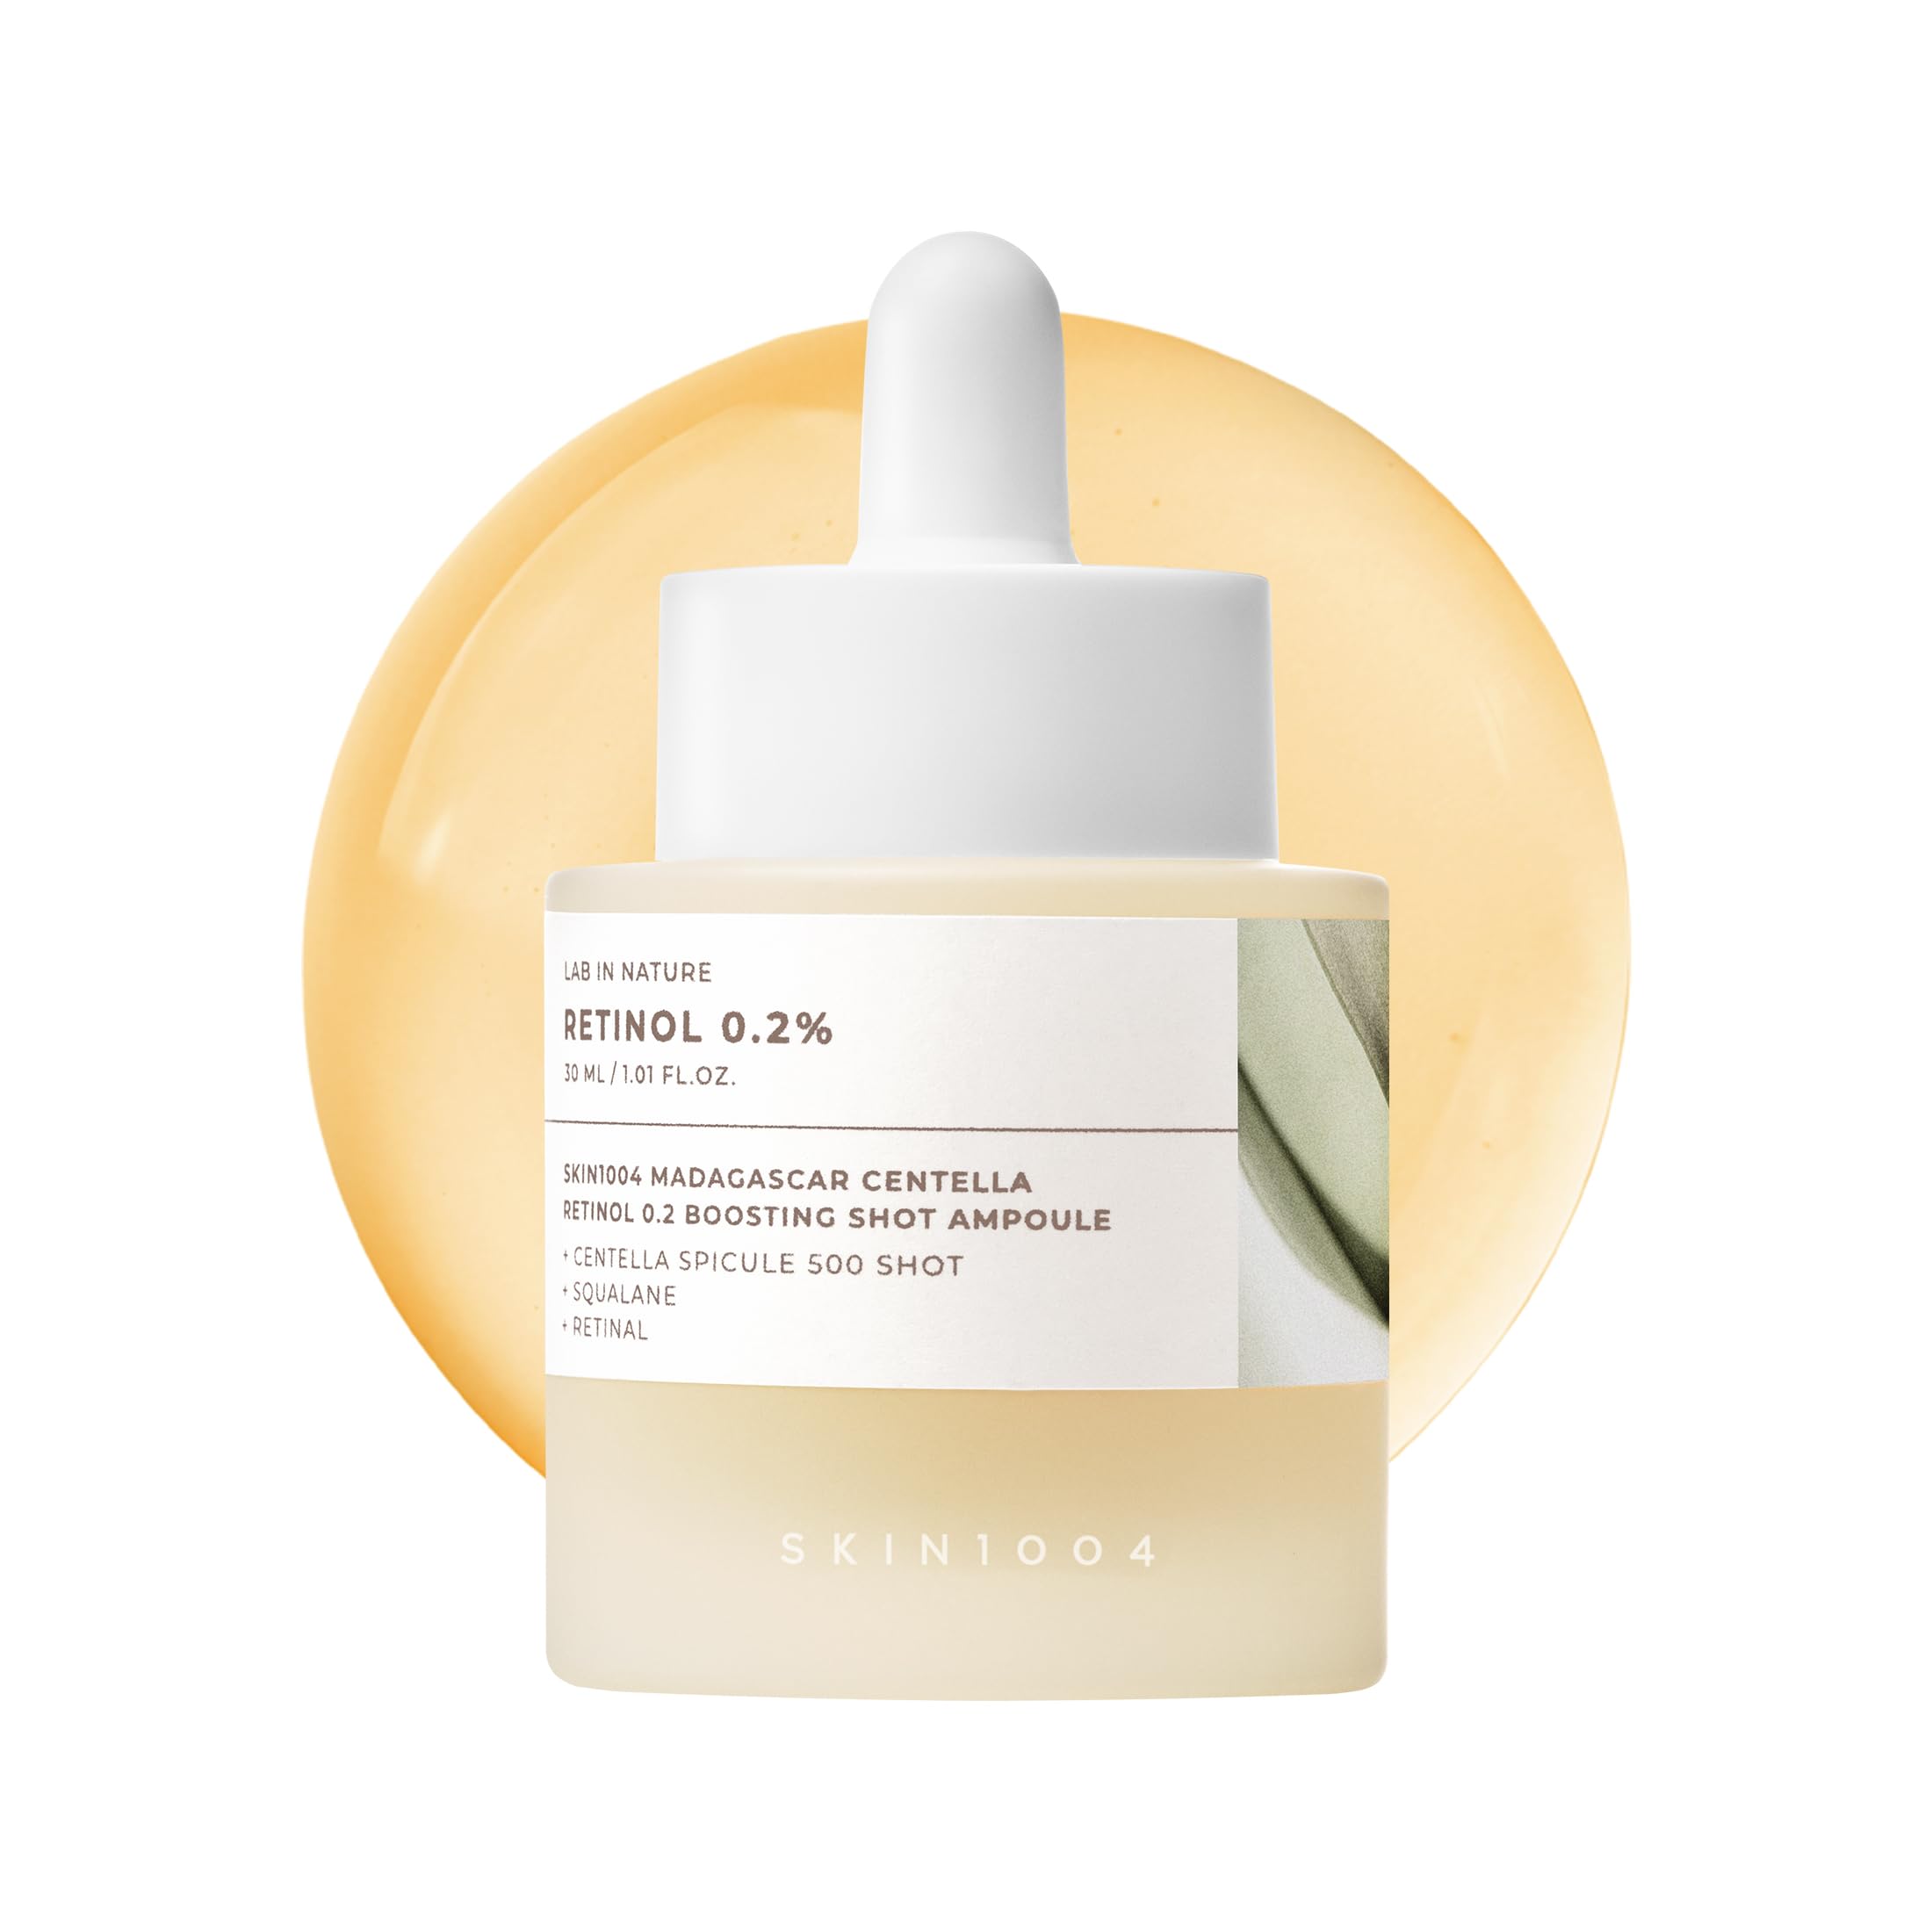 LAB IN NATURE
RETINOL 0.2%
30 ML / 1.01 FL.OZ.
SKIN1004 MADAGASCAR CENTELLA
RETINOL 0.2 BOOSTING SHOT AMPOULE
+ CENTELLA SPICULE 500 SHOT
+ SQUALANE
+ RETINAL
SKIN1004